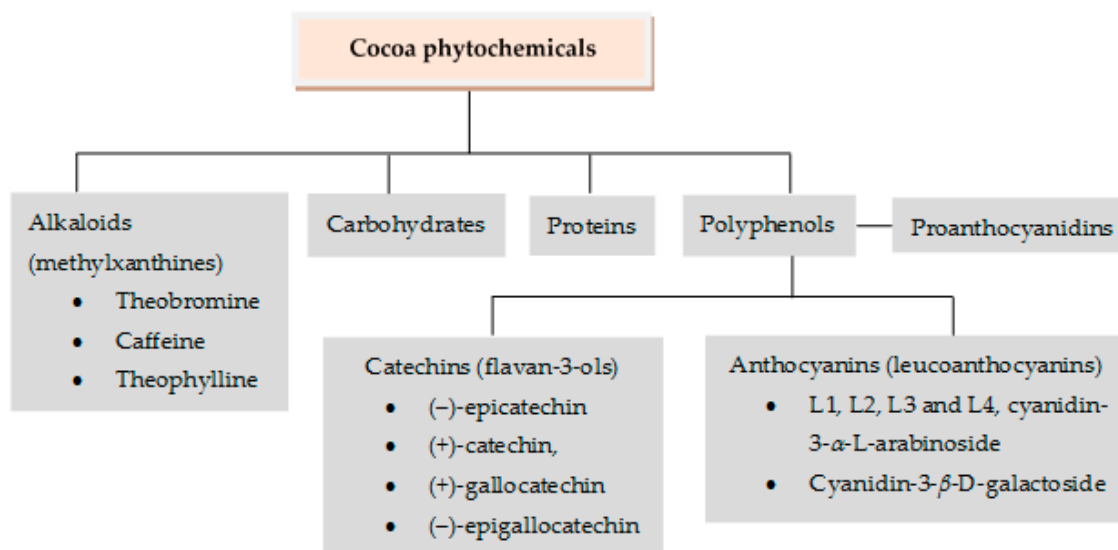 Cocoa phytochemicals
Alkaloids
(methylxanthines)
• Theobromine
• Caffeine
• Theophylline
Carbohydrates
Proteins
Polyphenols
Proanthocyanidins
Catechins (flavan-3-ols)
• (–)-epicatechin
• (+)-catechin,
• (+)-gallocatechin
• (–)-epigallocatechin
Anthocyanins (leucoanthocyanins)
• L1, L2, L3 and L4, cyanidin-
3-α-L-arabinoside
• Cyanidin-3-β-D-galactoside